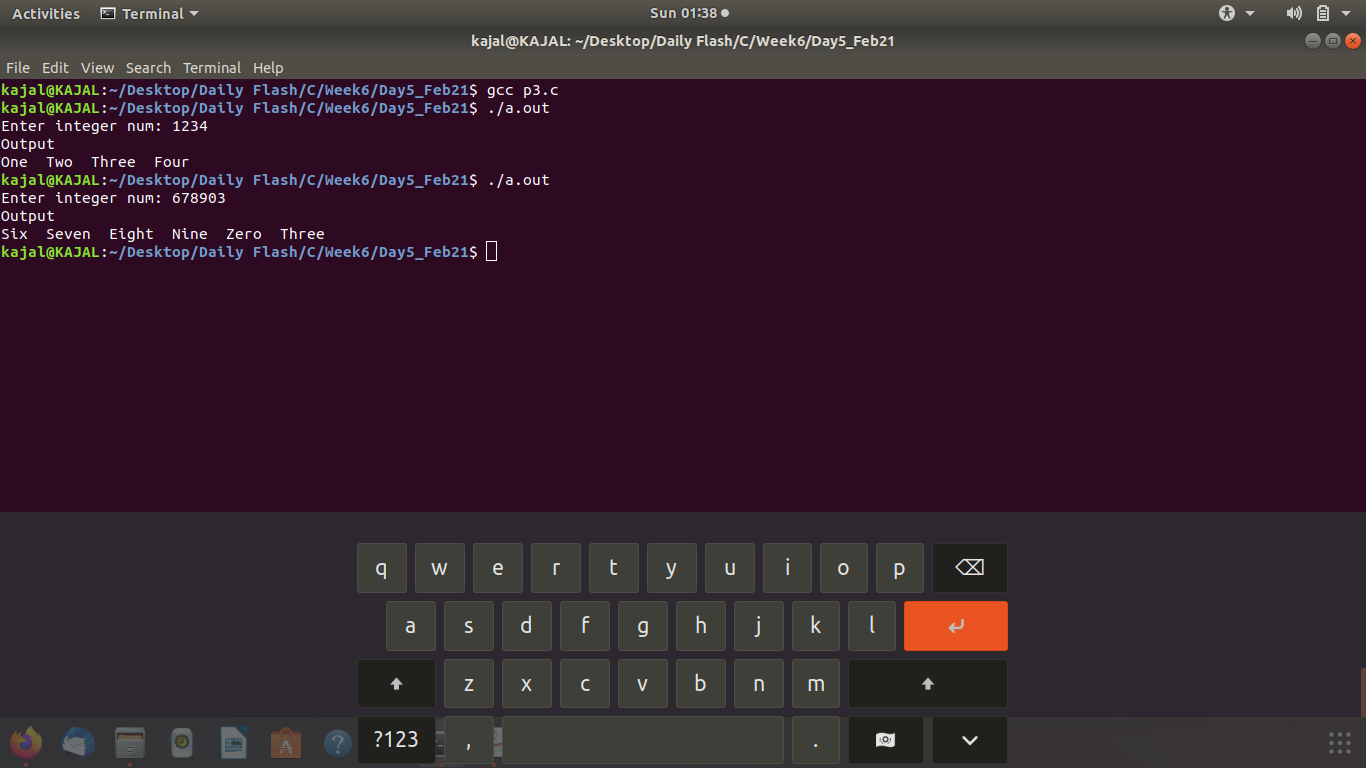 Activities Terminal Sun 01:38
kajal@KAJAL: ~/Desktop/Daily Flash/C/Week6/Day5_Feb21
File Edit View Search Terminal Help
kajal@KAJAL:~/Desktop/Daily Flash/C/Week6/Day5_Feb21$ gcc p3.c
kajal@KAJAL:~/Desktop/Daily Flash/C/Week6/Day5_Feb21$ ./a.out
Enter integer num: 1234
Output
One  Two  Three  Four
kajal@KAJAL:~/Desktop/Daily Flash/C/Week6/Day5_Feb21$ ./a.out
Enter integer num: 678903
Output
Six  Seven  Eight  Nine  Zero  Three
kajal@KAJAL:~/Desktop/Daily Flash/C/Week6/Day5_Feb21$
q w e r t y u i o p
a s d f g h j k l
z x c v b n m
?123 , .